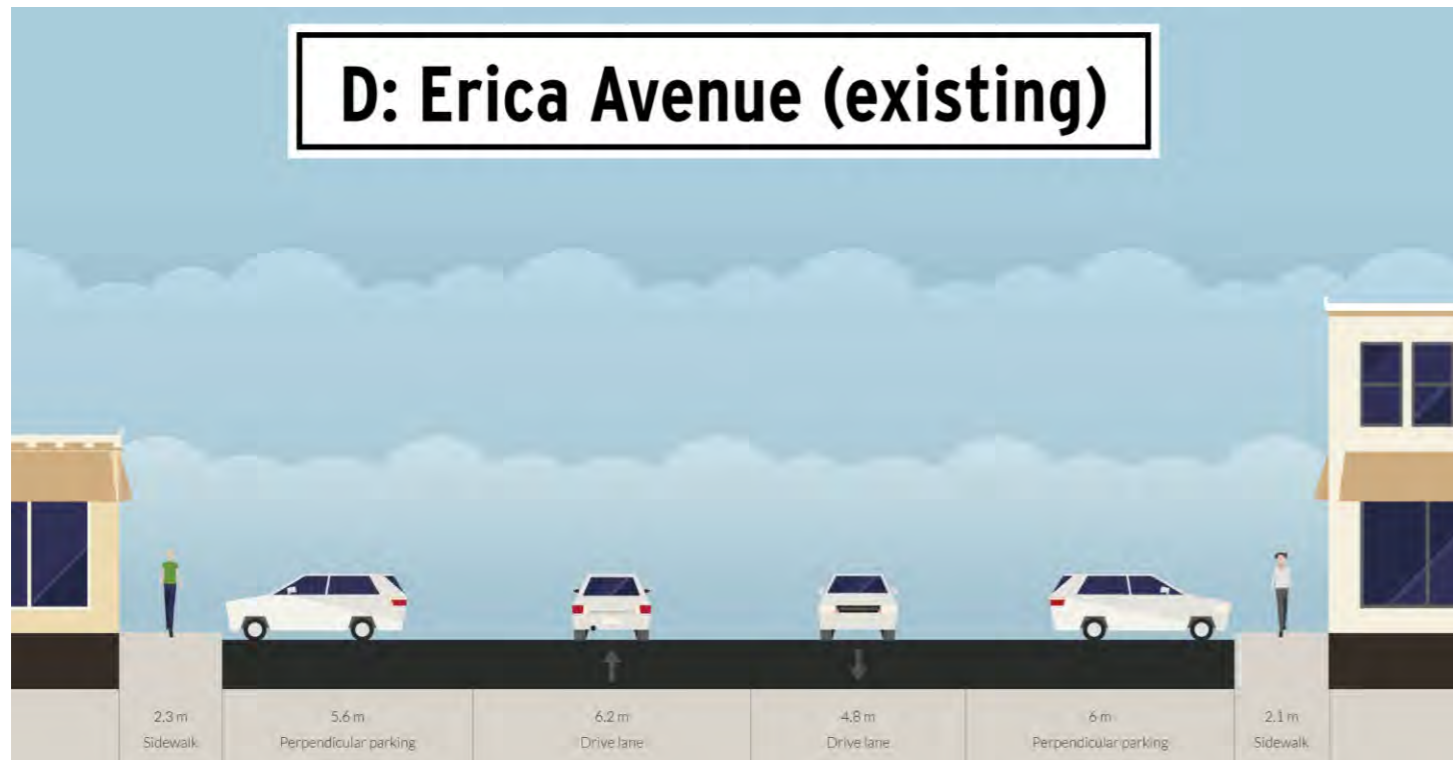 D: Erica Avenue (existing)
2.3 m
Sidewalk
5.6 m
Perpendicular parking
6.2 m
Drive lane
4.8 m
Drive lane
6 m
Perpendicular parking
2.1 m
Sidewalk